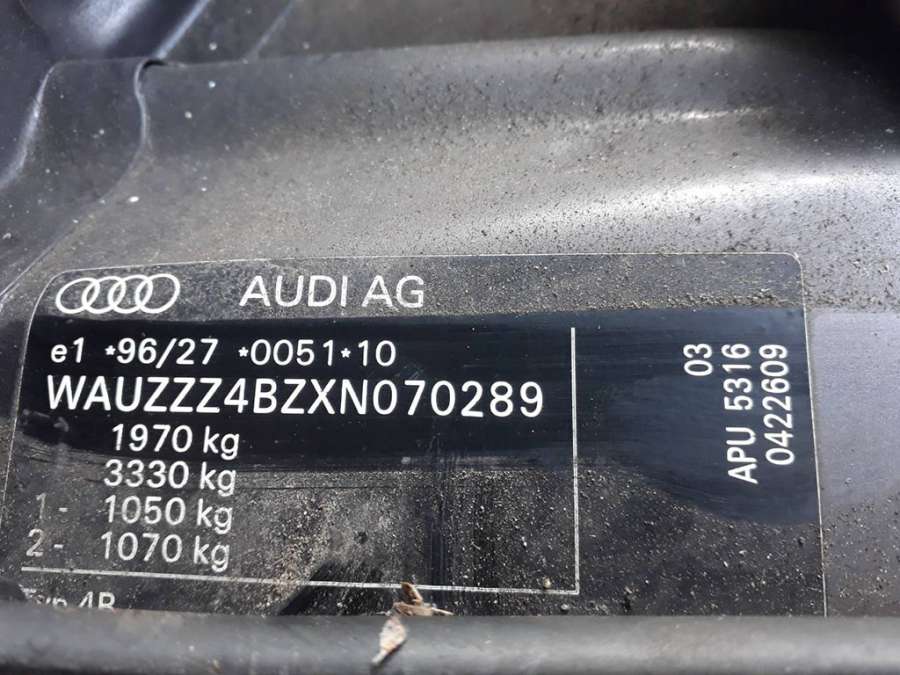 AUDI AG
e1 *96/27 *0051*10
WAUZZZ4BZXN070289
1970 kg
3330 kg
1- 1050 kg
2- 1070 kg
4B
03
APU 5316
0422609